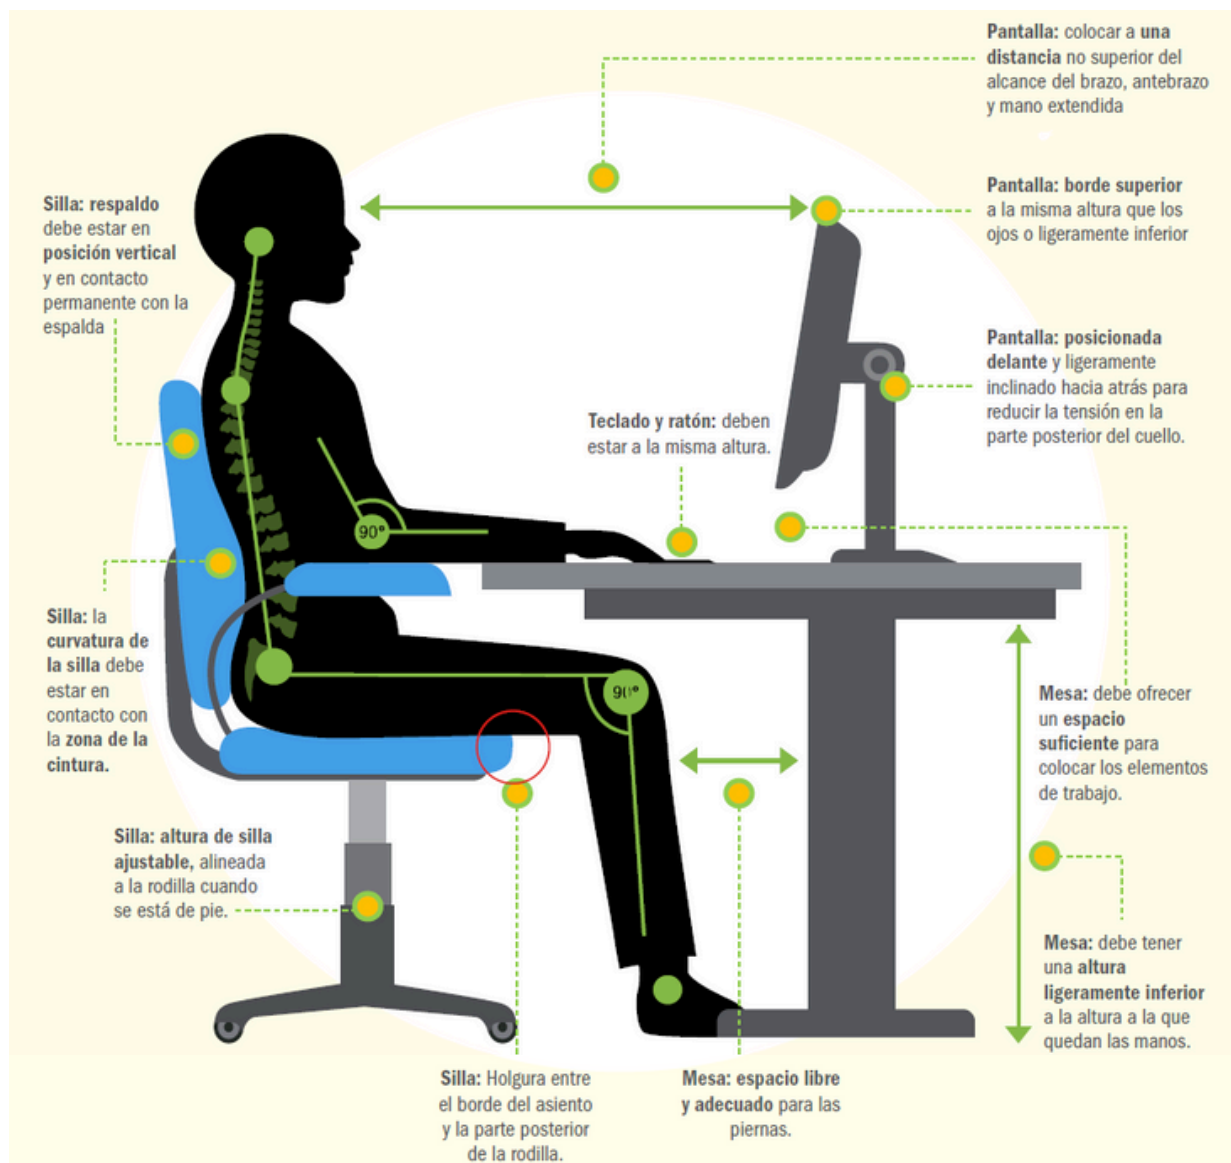 Pantalla: colocar a una
distancia no superior del
alcance del brazo, antebrazo
y mano extendida
Pantalla: borde superior
a la misma altura que los
ojos o ligeramente inferior
Silla: respaldo
debe estar en
posición vertical
y en contacto
permanente con la
espalda
Pantalla: posicionada
delante y ligeramente
inclinado hacia atrás para
reducir la tensión en la
parte posterior del cuello.
Teclado y ratón: deben
estar a la misma altura.
90°
Silla: la
curvatura de
la silla debe
estar en
contacto con
la zona de la
cintura.
90°
Mesa: debe ofrecer
un espacio
suficiente para
colocar los elementos
de trabajo.
Silla: altura de silla
ajustable, alineada
a la rodilla cuando
se está de pie.
Mesa: debe tener
una altura
ligeramente inferior
a la altura a la que
quedan las manos.
Silla: Holgura entre
el borde del asiento
y la parte posterior
de la rodilla.
Mesa: espacio libre
y adecuado para las
piernas.